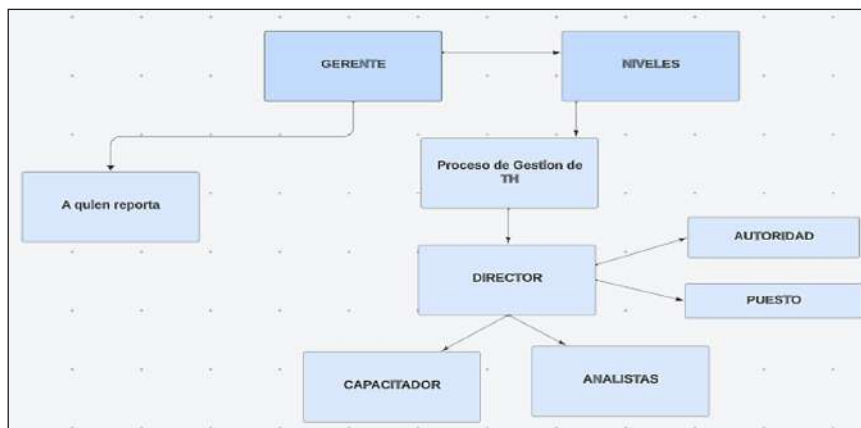 GERENTE
NIVELES
Proceso de Gestion de
TH
A quien reporta
AUTORIDAD
DIRECTOR
PUESTO
CAPACITADOR
ANALISTAS